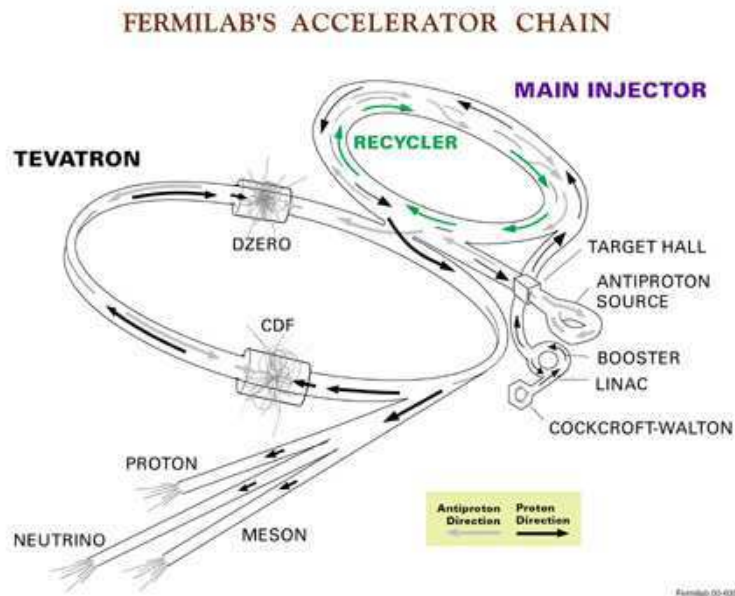 FERMILAB'S ACCELERATOR CHAIN
MAIN INJECTOR
RECYCLER
TEVATRON
DZERO
TARGET HALL
ANTIPROTON
SOURCE
CDF
BOOSTER
LINAC
COCKCROFT-WALTON
PROTON
NEUTRINO
MESON
Antiproton Direction
Proton Direction